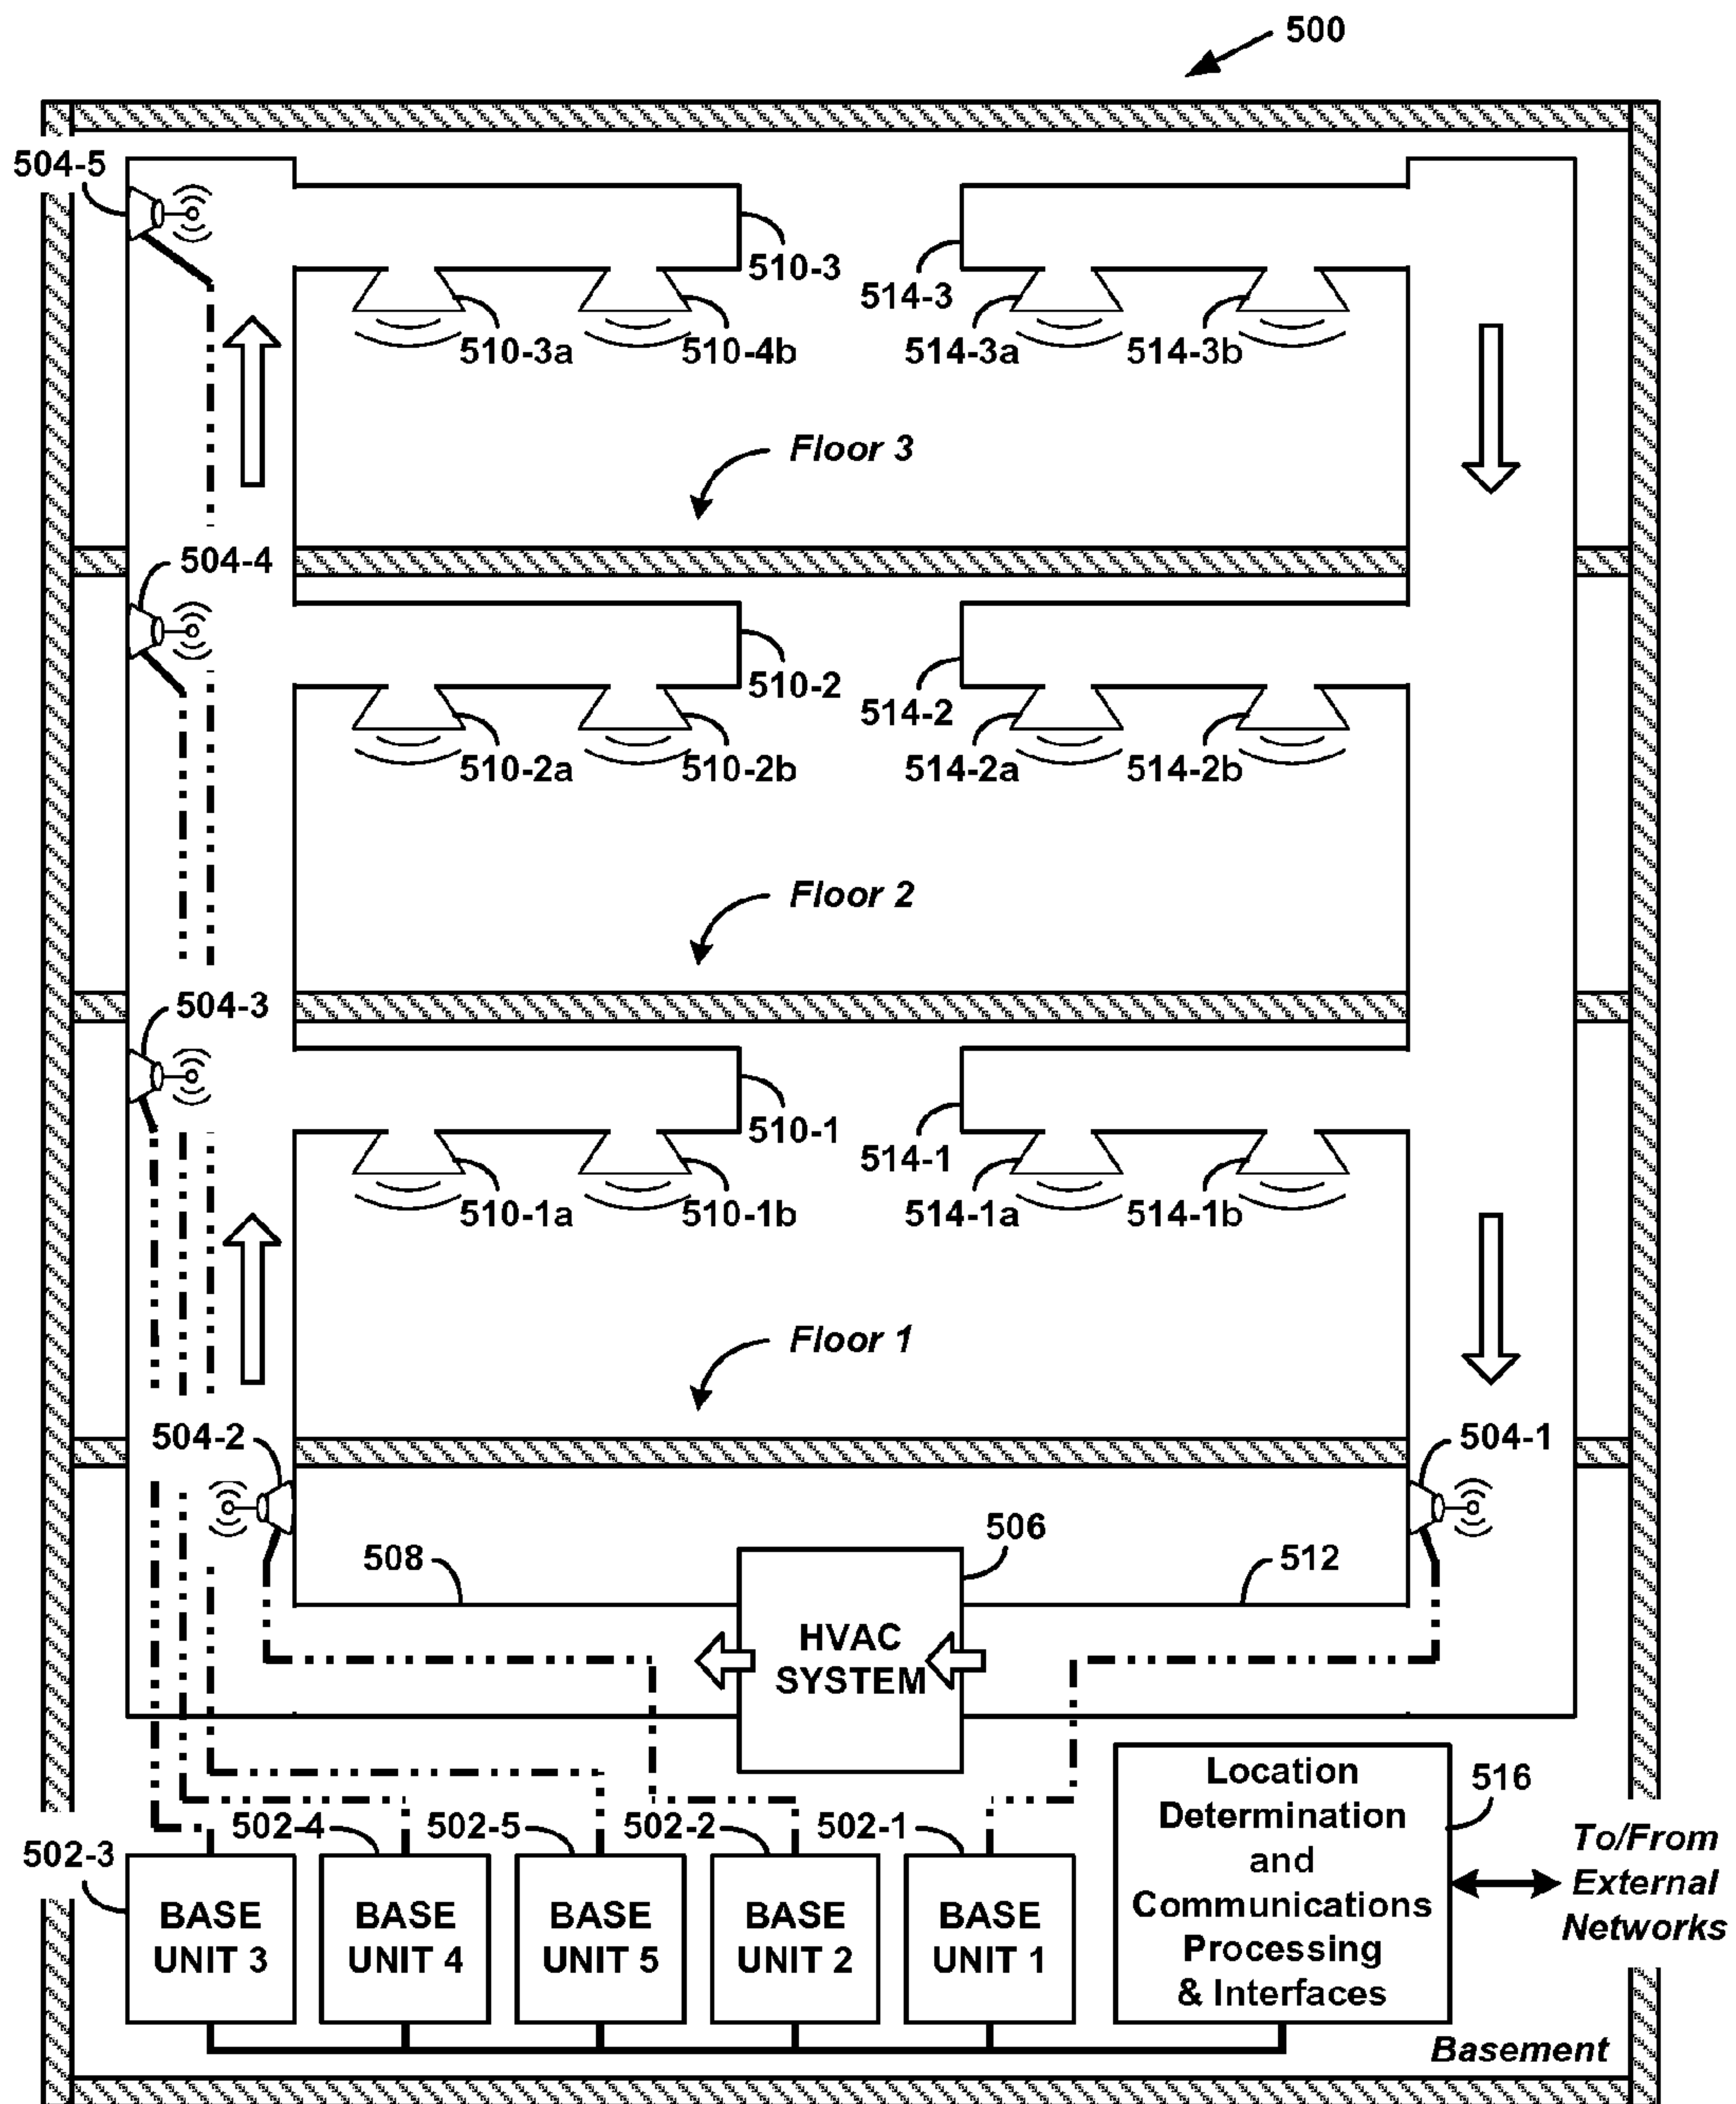 500
504-5
510-3
514-3
510-3a
510-4b
514-3a
514-3b
Floor 3
504-4
510-2
514-2
510-2a
510-2b
514-2a
514-2b
Floor 2
504-3
510-1
514-1
510-1a
510-1b
514-1a
514-1b
Floor 1
504-2
504-1
506
508
512
HVAC
SYSTEM
Location
Determination
and
Communications
Processing
& Interfaces
516
502-3
502-4
502-5
502-2
502-1
To/From
External
Networks
BASE
UNIT 3
BASE
UNIT 4
BASE
UNIT 5
BASE
UNIT 2
BASE
UNIT 1
Basement